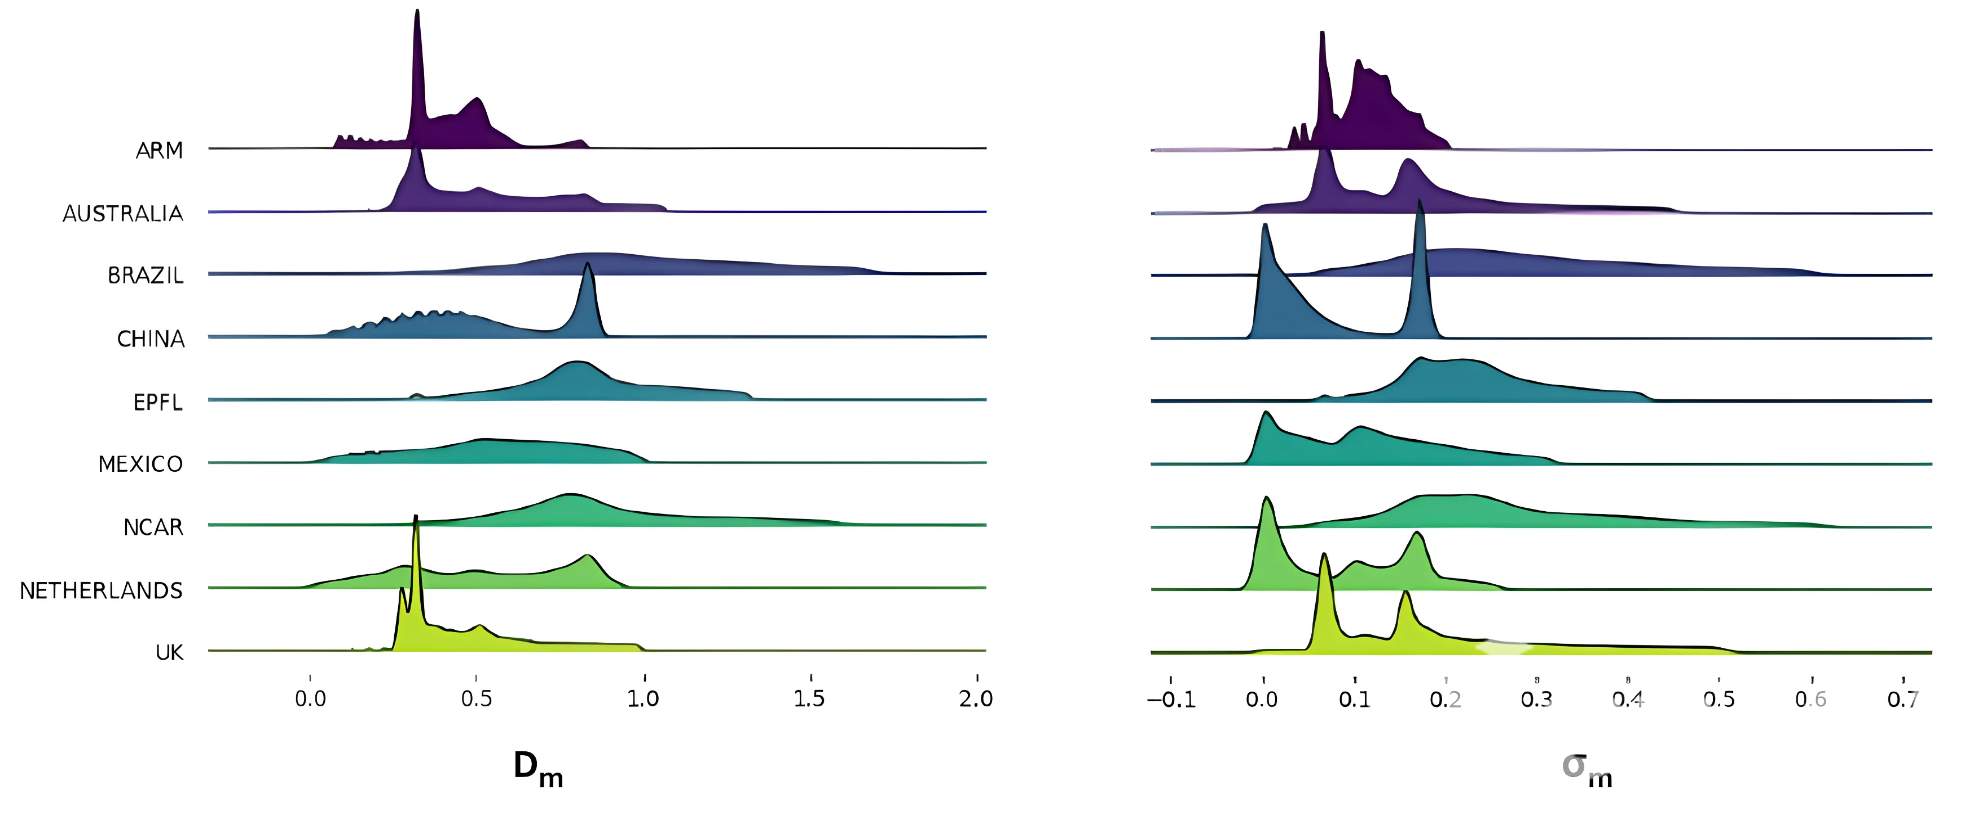 ARM
AUSTRALIA
BRAZIL
CHINA
EPFL
MEXICO
NCAR
NETHERLANDS
UK
0.0 0.5 1.0 1.5 2.0
Dm
−0.1 0.0 0.1 0.2 0.3 0.4 0.5 0.6 0.7
σm